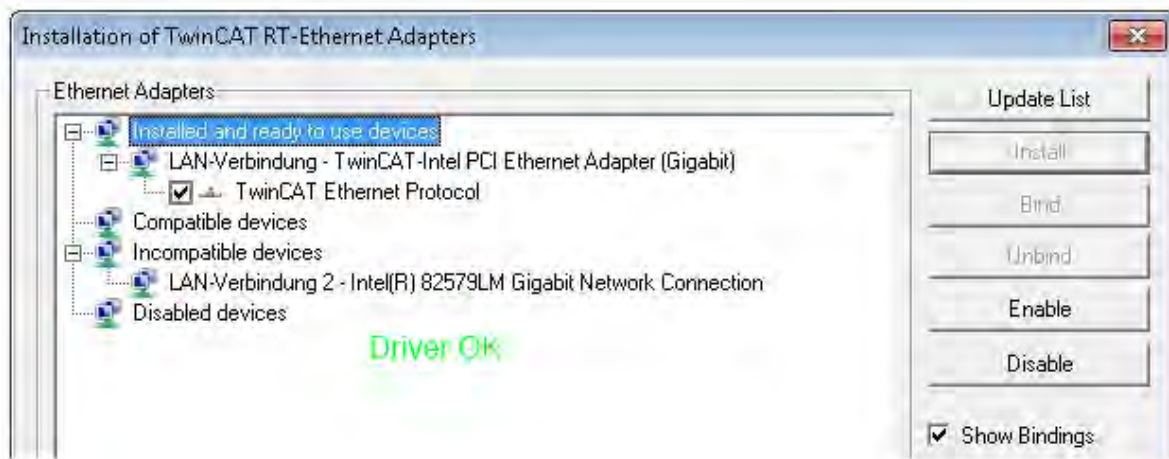 Installation of TwinCAT RT-Ethernet Adapters
Ethernet Adapters
Installed and ready to use devices
LAN-Verbindung - TwinCAT-Intel PCI Ethernet Adapter (Gigabit)
TwinCAT Ethernet Protocol
Compatible devices
Incompatible devices
LAN-Verbindung 2 - Intel(R) 82579LM Gigabit Network Connection
Disabled devices
Driver OK
Update List
Install
Bind
Unbind
Enable
Disable
Show Bindings